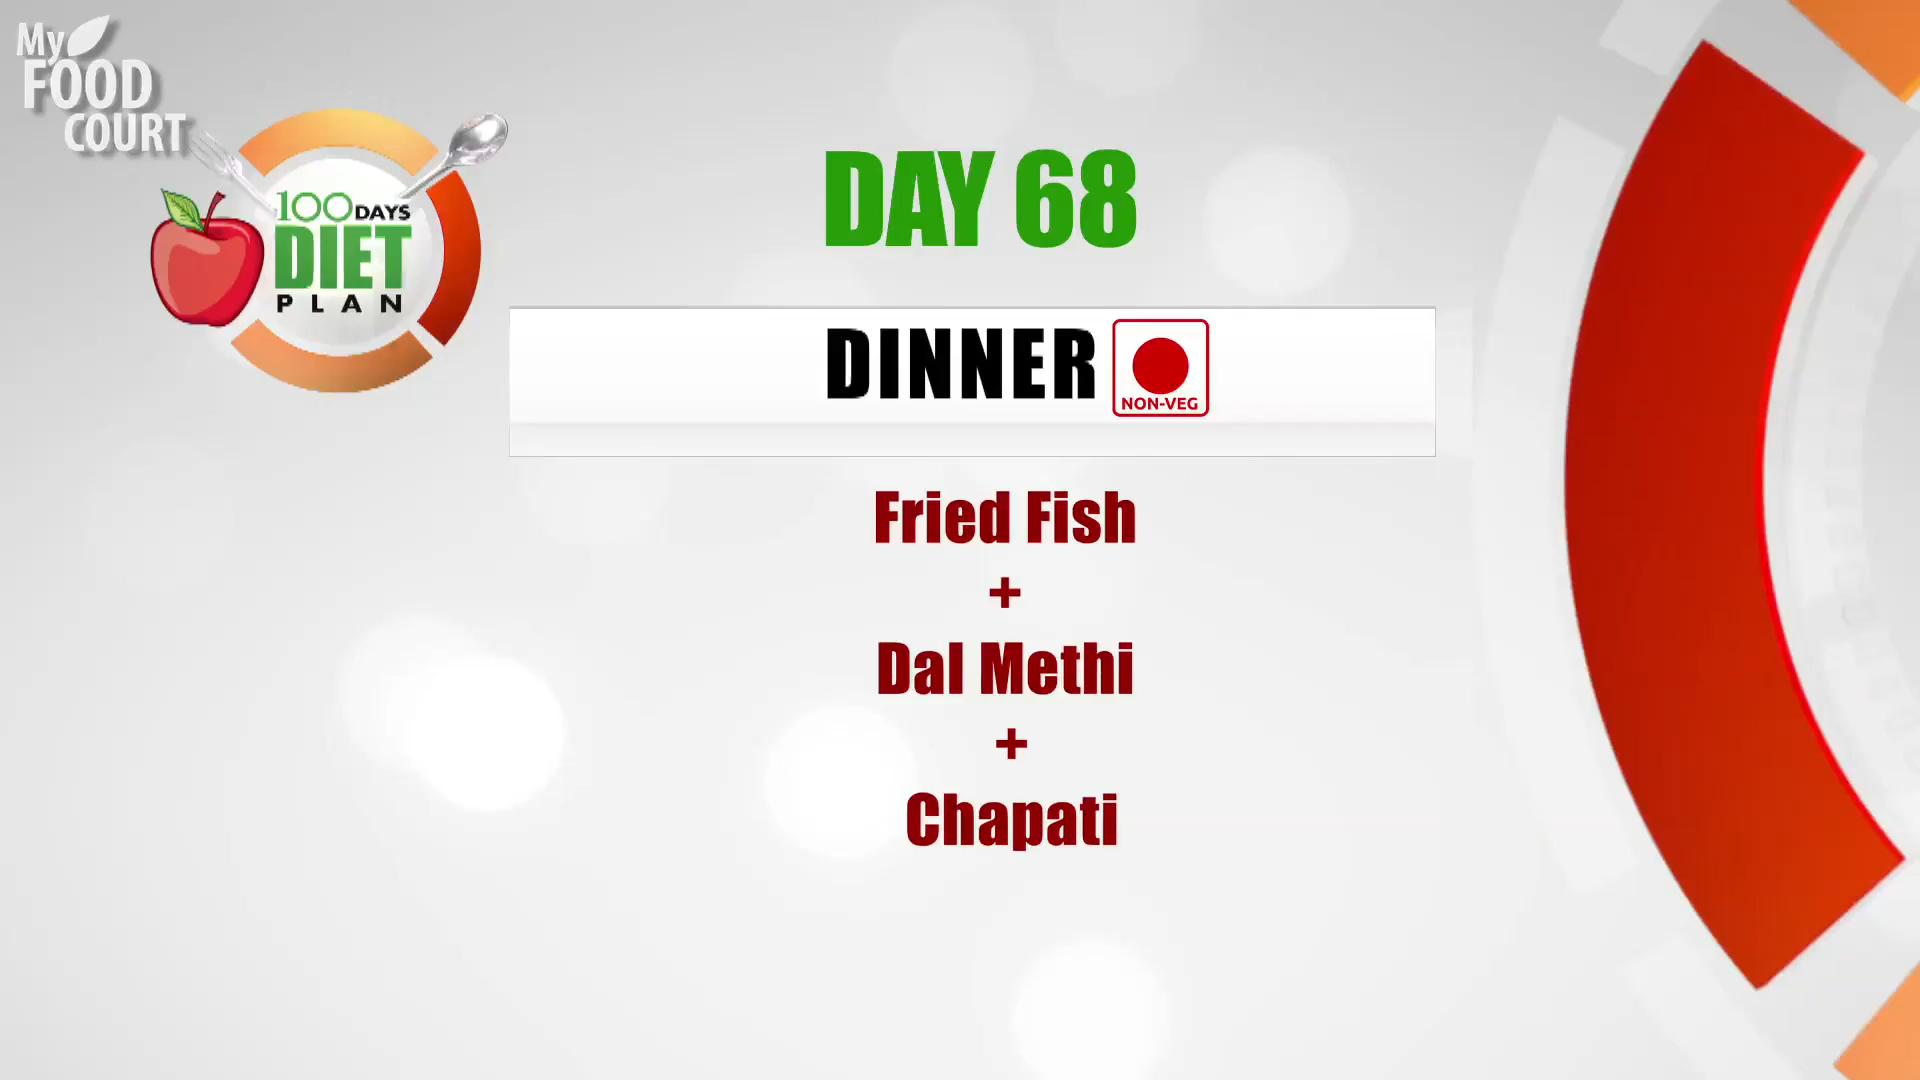 My
FOOD
COURT
100 DAYS
DIET
PLAN
DAY 68
DINNER
NON-VEG
Fried Fish
+
Dal Methi
+
Chapati